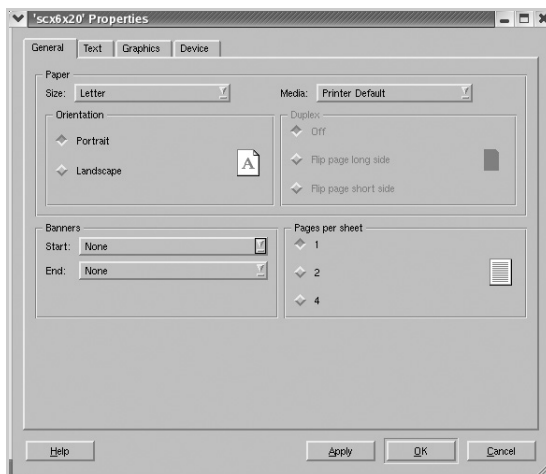 'scx6x20' Properties
General Text Graphics Device
Paper
Size: Letter Media: Printer Default
Orientation
Portrait
Landscape
A
Duplex
Off
Flip page long side
Flip page short side
Banners
Start: None
End: None
Pages per sheet
1
2
4
Help Apply OK Cancel